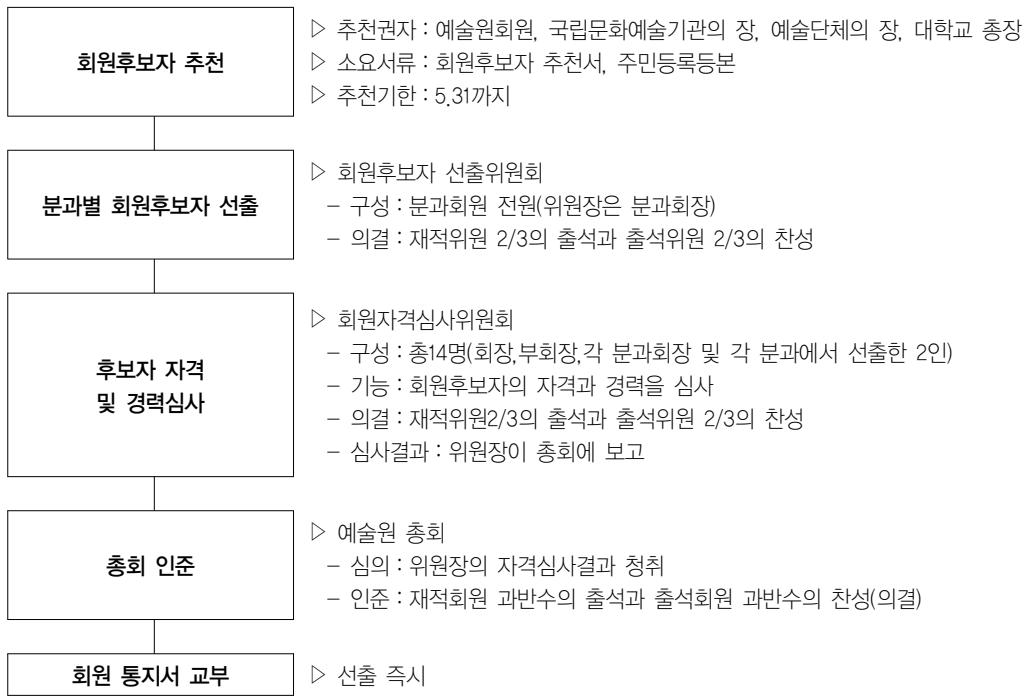 회원후보자 추천
▷ 추천권자 : 예술원회원, 국립문화예술기관의 장, 예술단체의 장, 대학교 총장
▷ 소요서류 : 회원후보자 추천서, 주민등록등본
▷ 추천기한 : 5.31까지
분과별 회원후보자 선출
▷ 회원후보자 선출위원회
- 구성 : 분과회원 전원(위원장은 분과회장)
- 의결 : 재적위원 2/3의 출석과 출석위원 2/3의 찬성
후보자 자격
및 경력심사
▷ 회원자격심사위원회
- 구성 : 총14명(회장,부회장,각 분과회장 및 각 분과에서 선출한 2인)
- 기능 : 회원후보자의 자격과 경력을 심사
- 의결 : 재적위원2/3의 출석과 출석위원 2/3의 찬성
- 심사결과 : 위원장이 총회에 보고
총회 인준
▷ 예술원 총회
- 심의 : 위원장의 자격심사결과 청취
- 인준 : 재적회원 과반수의 출석과 출석회원 과반수의 찬성(의결)
회원 통지서 교부
▷ 선출 즉시